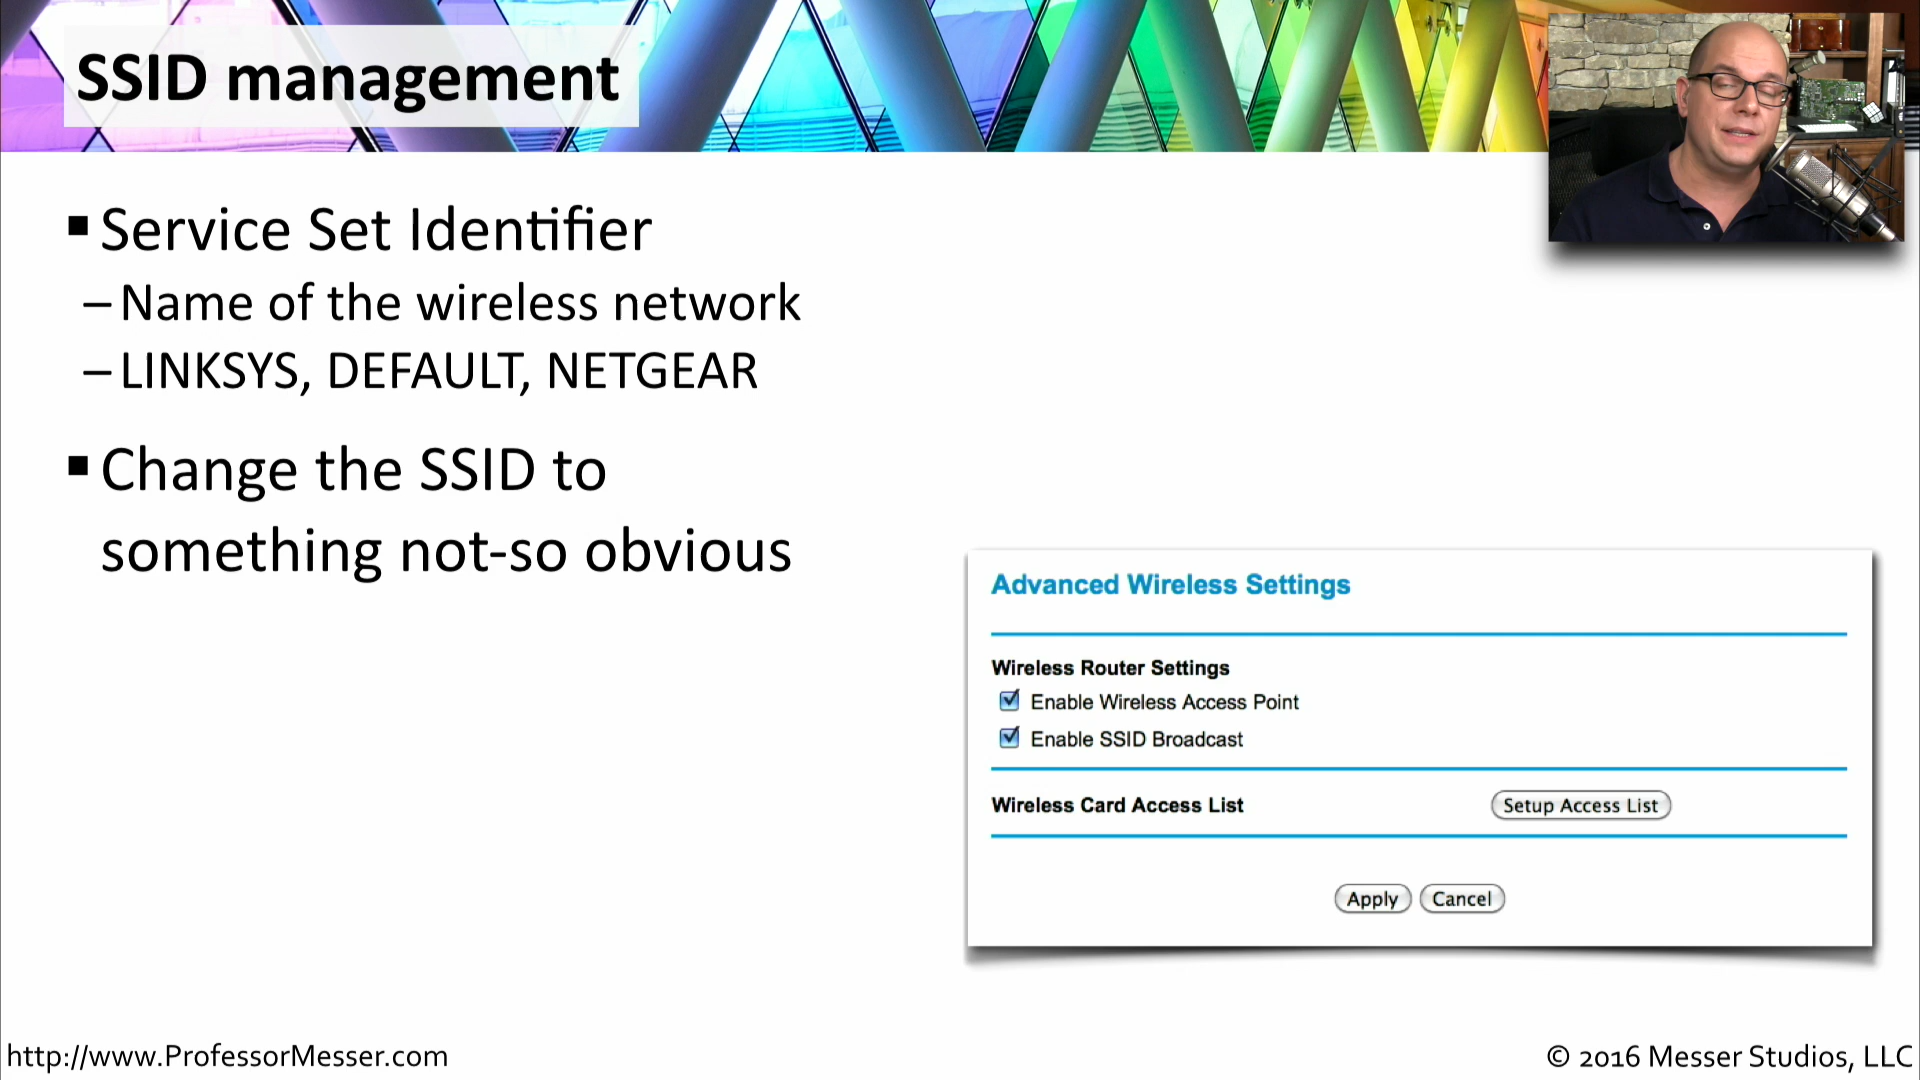 SSID management
▪ Service Set Identifier
– Name of the wireless network
– LINKSYS, DEFAULT, NETGEAR
▪ Change the SSID to
something not-so obvious
Advanced Wireless Settings
Wireless Router Settings
Enable Wireless Access Point
Enable SSID Broadcast
Wireless Card Access List
Setup Access List
Apply
Cancel
http://www.ProfessorMesser.com
© 2016 Messer Studios, LLC